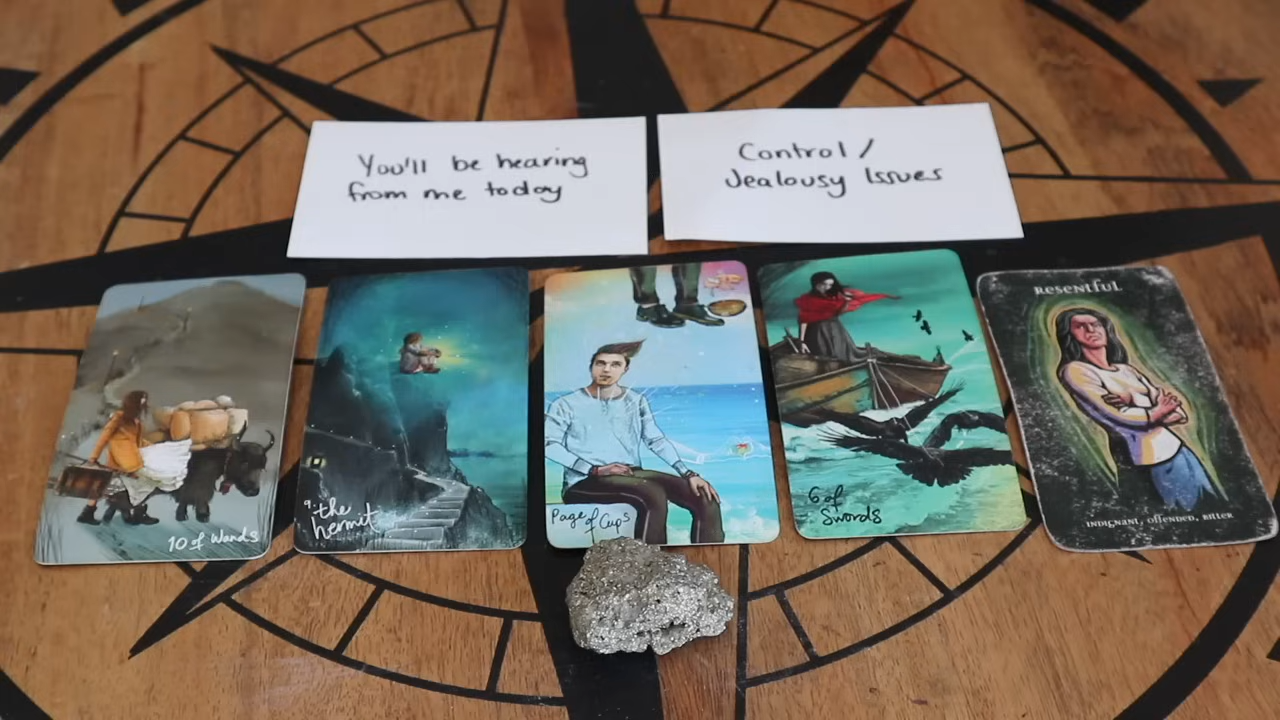 You'll be hearing
from me today
Control/
Jealousy Issues
10 of Wands
9 the
hermit
Page of Cups
6 of
Swords
RESENTFUL
INDIGNANT, OFFENDED, BITTER